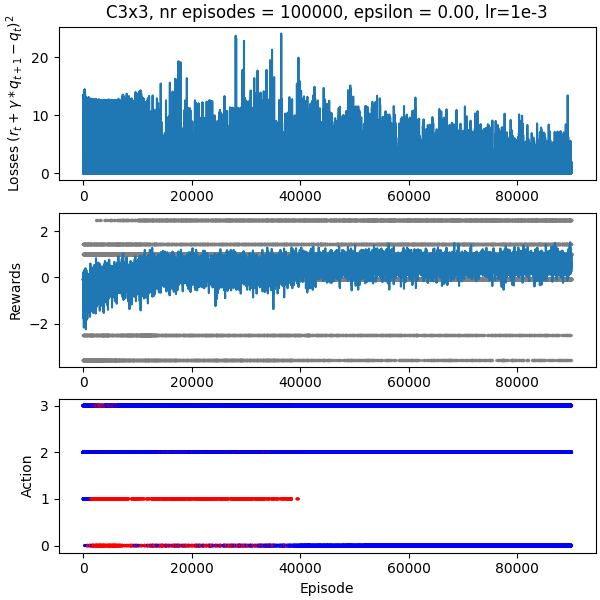 C3x3, nr episodes = 100000, epsilon = 0.00, lr=1e-3
Losses $(r_t + \gamma * q_{t+1} - q_t)^2$
20
10
0
0 20000 40000 60000 80000
Rewards
2
0
−2
0 20000 40000 60000 80000
Action
3
2
1
0
0 20000 40000 60000 80000
Episode